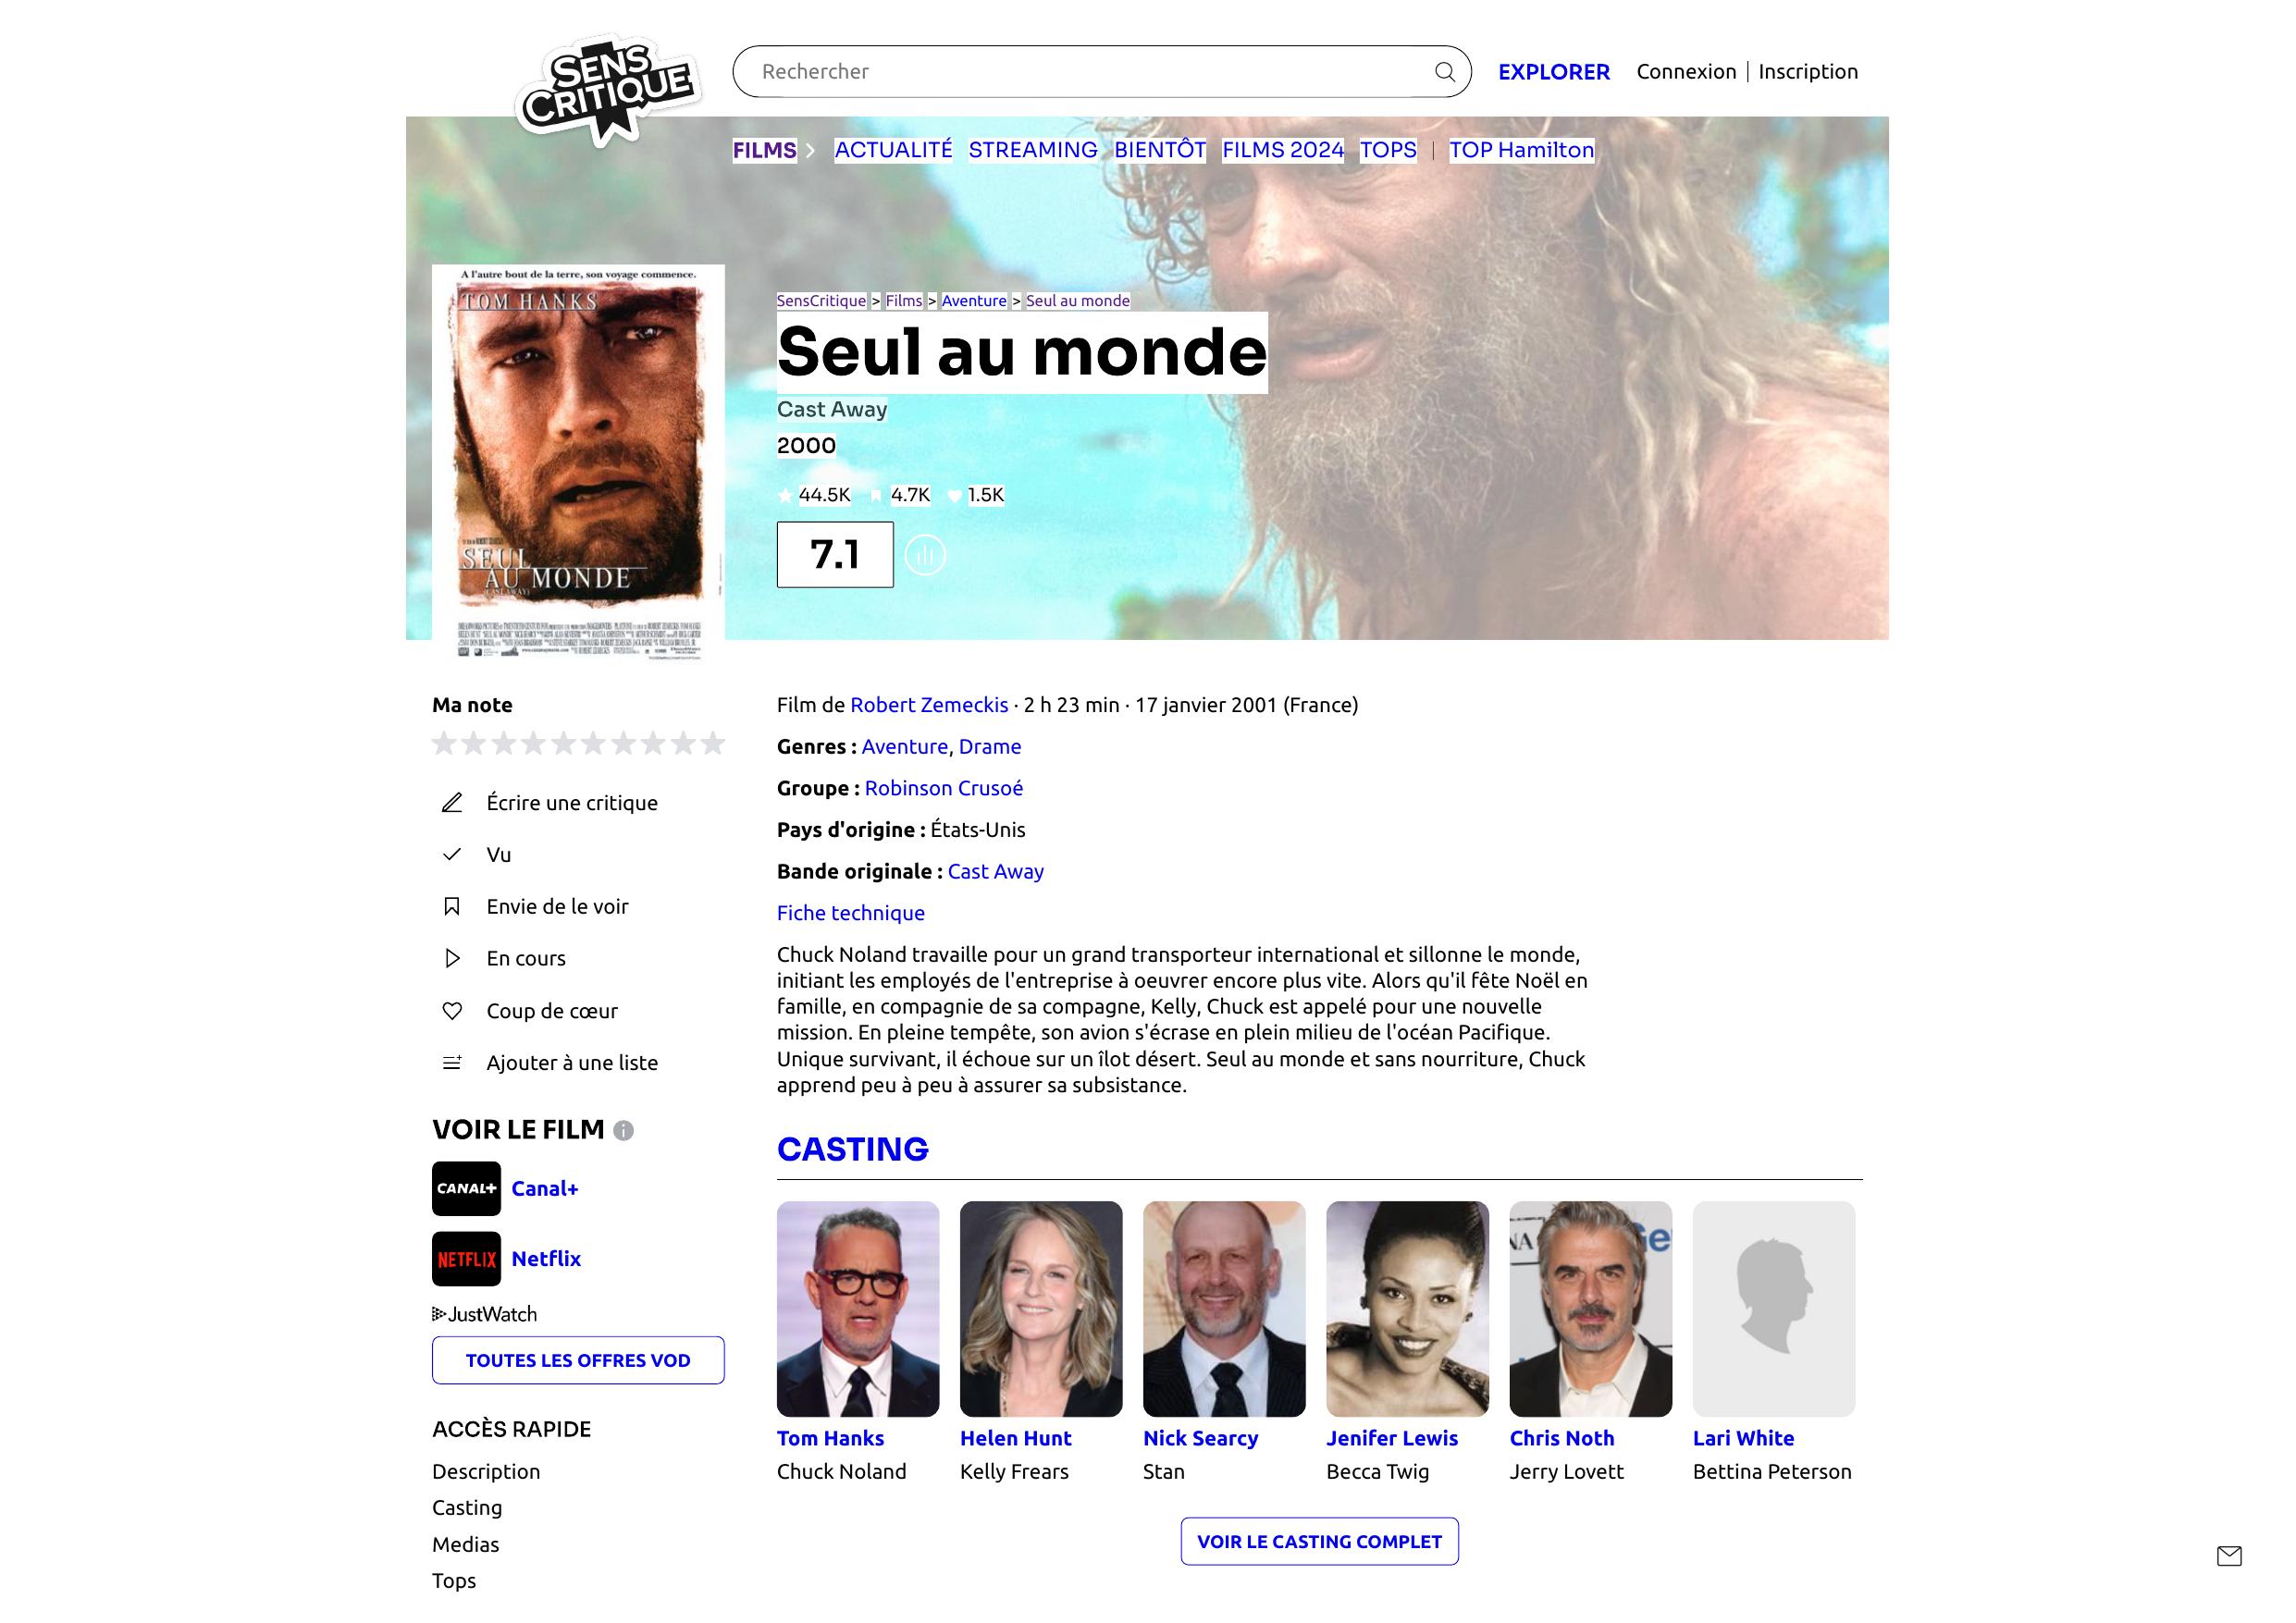 SENS
CRITIQUE
Rechercher
EXPLORER
Connexion | Inscription
FILMS > ACTUALITÉ STREAMING BIENTÔT FILMS 2024 TOPS | TOP Hamilton
A l'autre bout de la terre, son voyage commence.
TOM HANKS
SEUL
AU MONDE
(CAST AWAY)
SensCritique > Films > Aventure > Seul au monde
Seul au monde
Cast Away
2000
44.5K 4.7K 1.5K
7.1
Ma note
Écrire une critique
Vu
Envie de le voir
En cours
Coup de cœur
Ajouter à une liste
VOIR LE FILM
CANAL+ Canal+
NETFLIX Netflix
JustWatch
TOUTES LES OFFRES VOD
ACCÈS RAPIDE
Description
Casting
Medias
Tops
Film de Robert Zemeckis · 2 h 23 min · 17 janvier 2001 (France)
Genres : Aventure, Drame
Groupe : Robinson Crusoé
Pays d'origine : États-Unis
Bande originale : Cast Away
Fiche technique
Chuck Noland travaille pour un grand transporteur international et sillonne le monde,
initiant les employés de l'entreprise à oeuvrer encore plus vite. Alors qu'il fête Noël en
famille, en compagnie de sa compagne, Kelly, Chuck est appelé pour une nouvelle
mission. En pleine tempête, son avion s'écrase en plein milieu de l'océan Pacifique.
Unique survivant, il échoue sur un îlot désert. Seul au monde et sans nourriture, Chuck
apprend peu à peu à assurer sa subsistance.
CASTING
Tom Hanks
Chuck Noland
Helen Hunt
Kelly Frears
Nick Searcy
Stan
Jenifer Lewis
Becca Twig
Chris Noth
Jerry Lovett
Lari White
Bettina Peterson
VOIR LE CASTING COMPLET